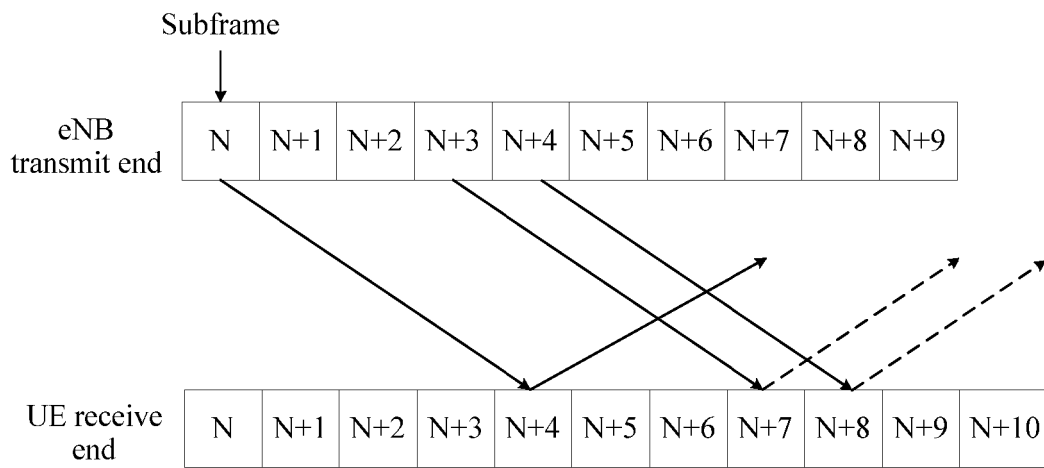 Subframe
eNB
transmit end
N N+1 N+2 N+3 N+4 N+5 N+6 N+7 N+8 N+9
UE receive
end
N N+1 N+2 N+3 N+4 N+5 N+6 N+7 N+8 N+9 N+10